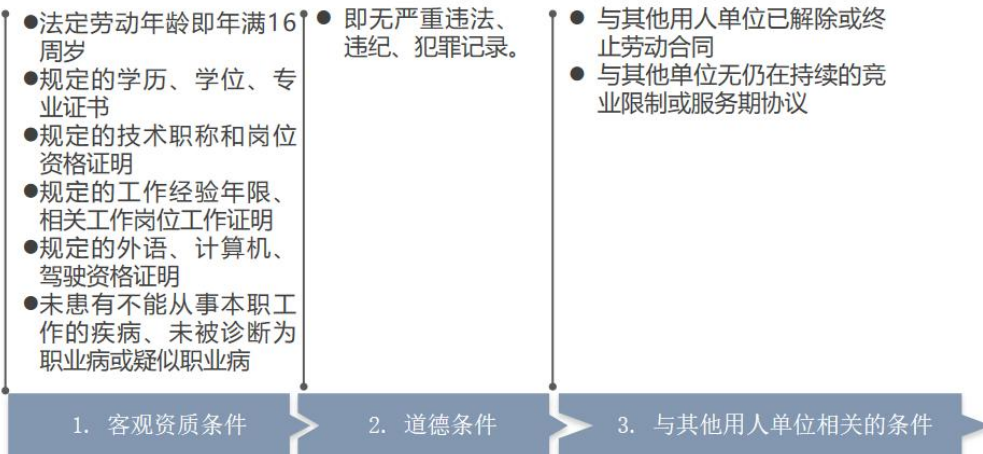 ●法定劳动年龄即年满16
周岁
●规定的学历、学位、专
业证书
●规定的技术职称和岗位
资格证明
●规定的工作经验年限、
相关工作岗位工作证明
●规定的外语、计算机、
驾驶资格证明
●未患有不能从事本职工
作的疾病、未被诊断为
职业病或疑似职业病
● 即无严重违法、
违纪、犯罪记录。
● 与其他用人单位已解除或终
止劳动合同
● 与其他单位无仍在持续的竞
业限制或服务期协议
1. 客观资质条件
2. 道德条件
3. 与其他用人单位相关的条件